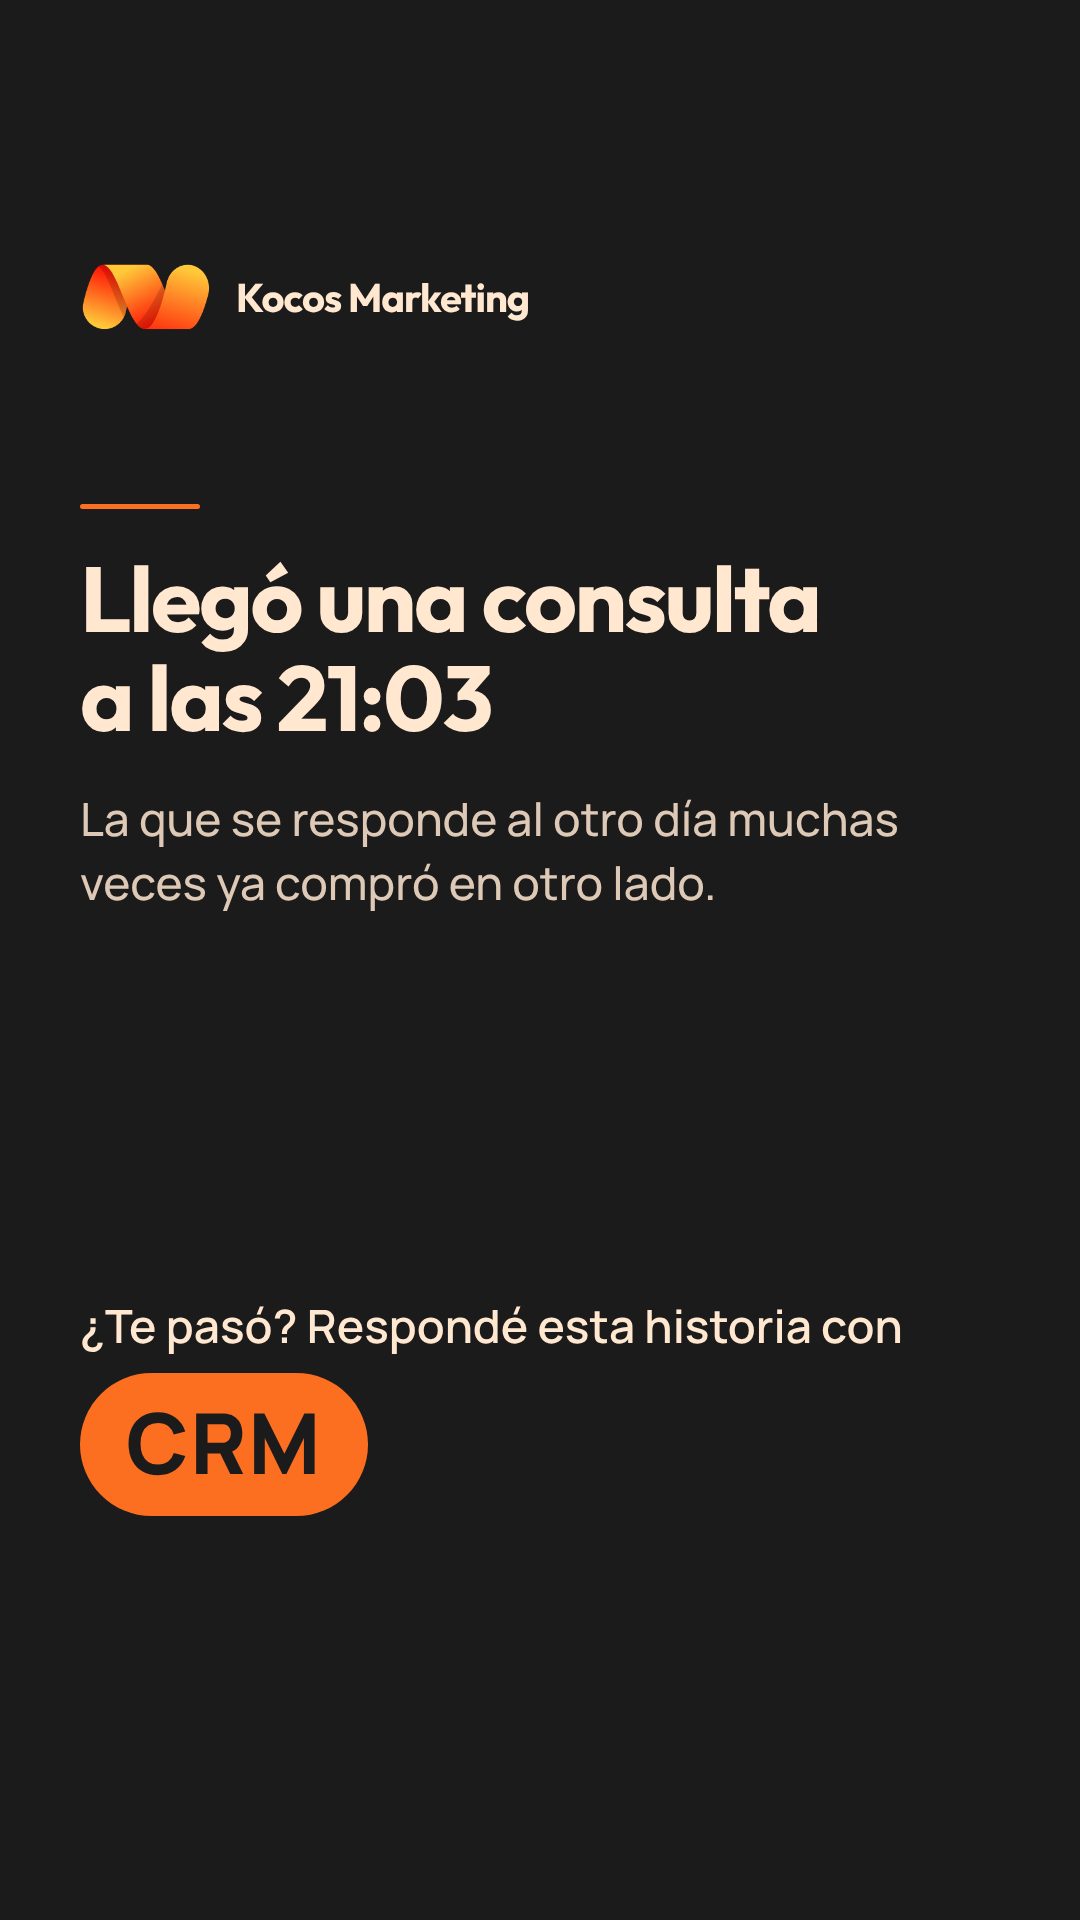 Kocos Marketing
Llegó una consulta
a las 21:03
La que se responde al otro día muchas
veces ya compró en otro lado.
¿Te pasó? Respondé esta historia con
CRM